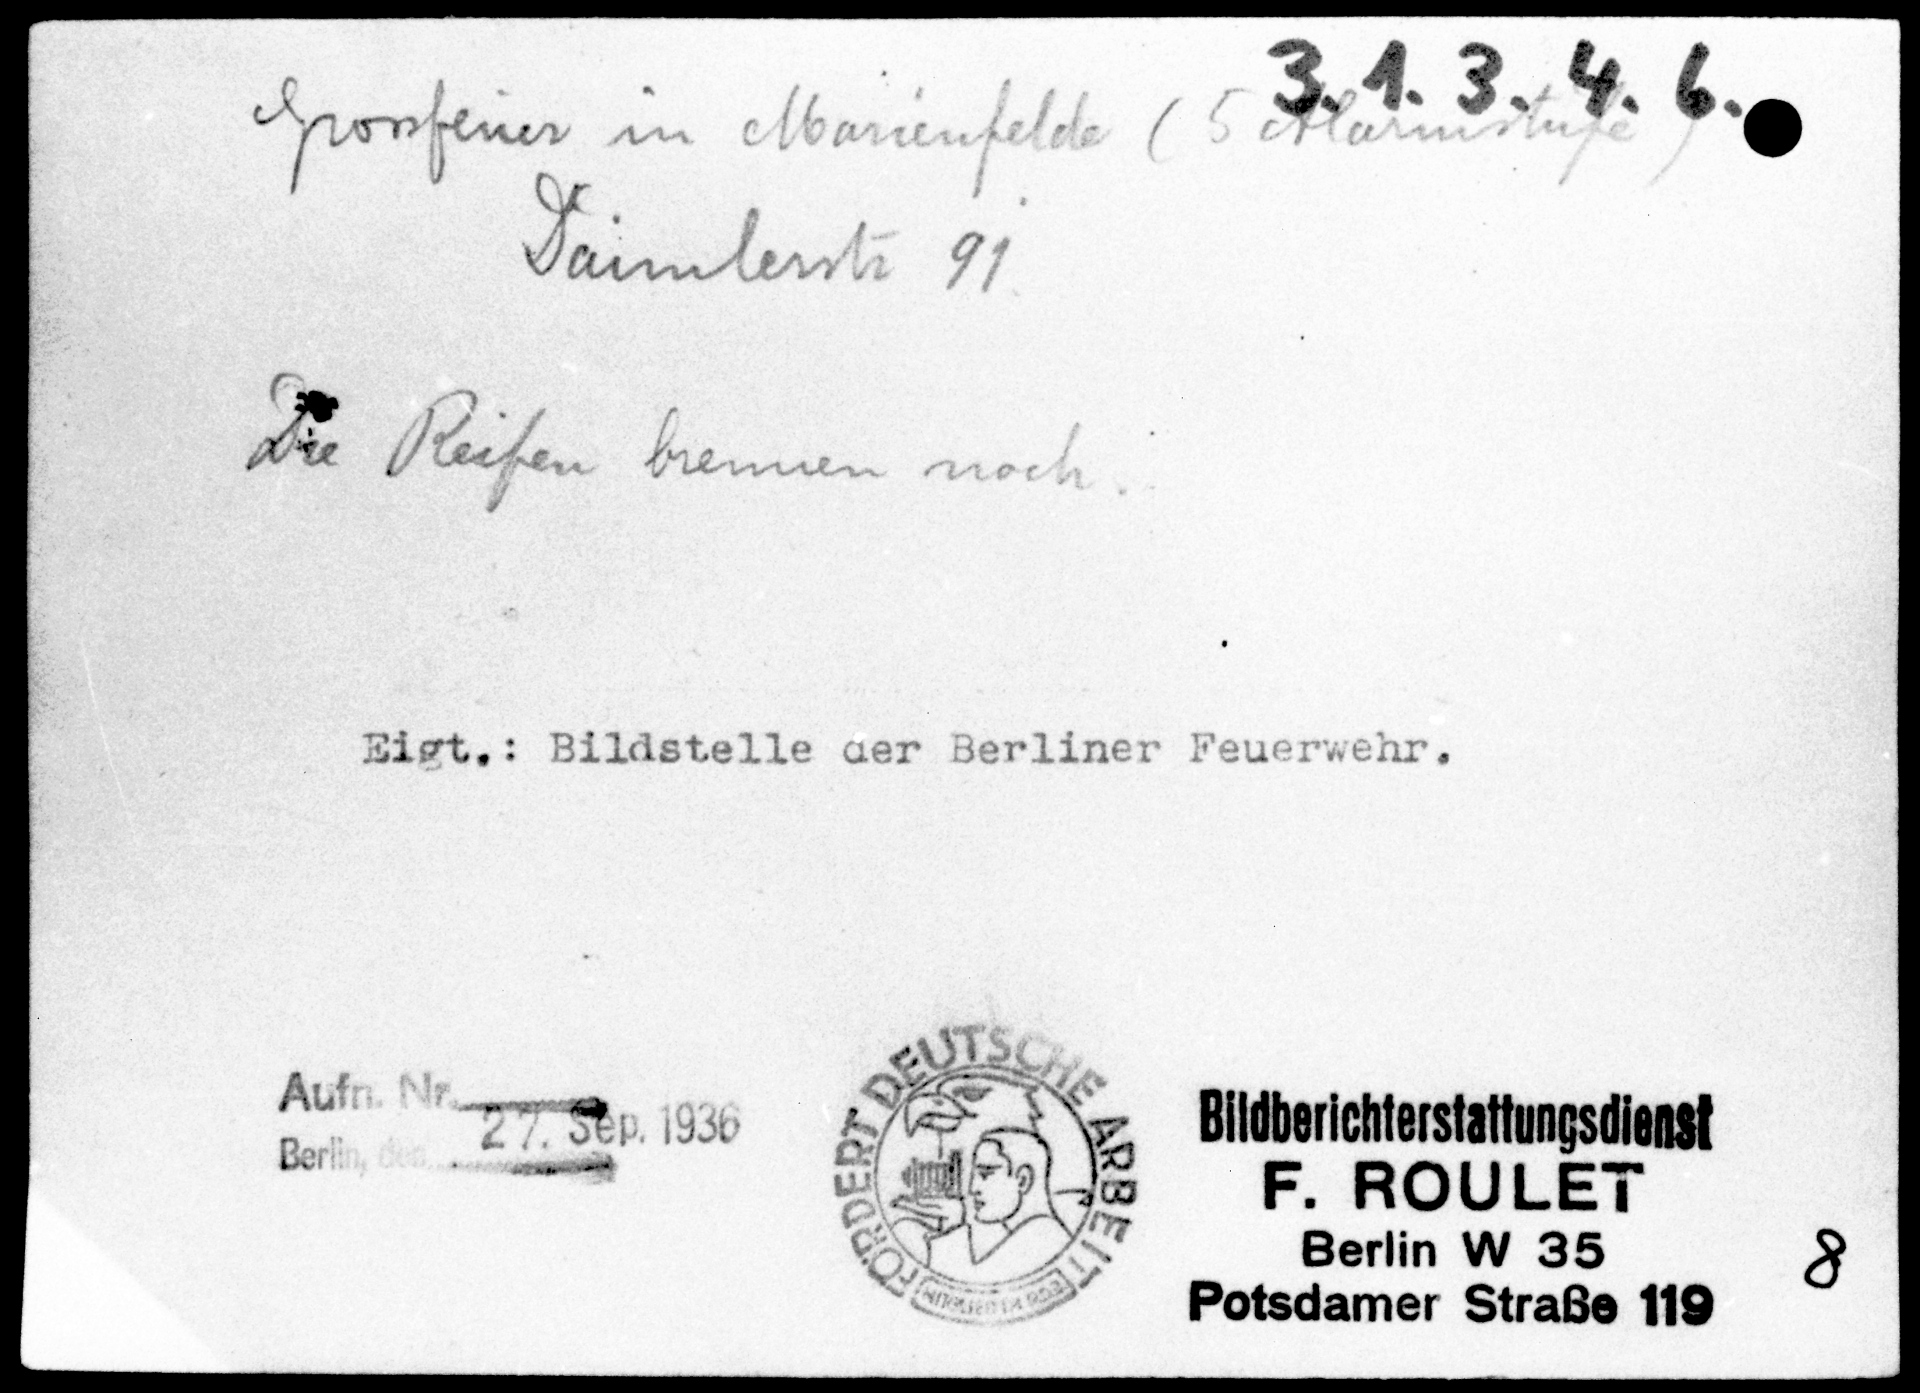 3. 1. 3. 4. 6.
Grossfeuer in Marienfelde (5 Alarmstufe)
Daimlerstr 91
Die Reifen brennen noch.
Eigt.: Bildstelle der Berliner Feuerwehr.
Aufn. Nr.
27. Sep. 1936
Berlin, den
FÖRDERT DEUTSCHE ARBEIT
Bildberichterstattungsdienst
F. ROULET
Berlin W 35
Potsdamer Straße 119
8